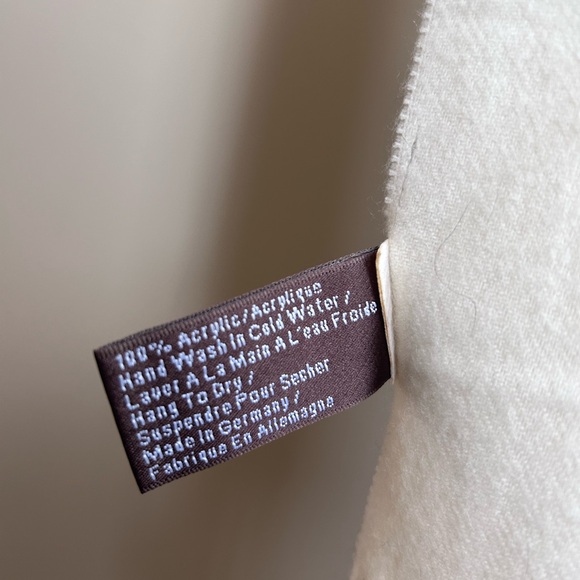 100% Acrylic/Acrylique
Hand Wash In Cold Water /
Laver A La Main A L'eau Froide
Hang To Dry /
Suspendre Pour Secher
Made In Germany /
Fabrique En Allemagne